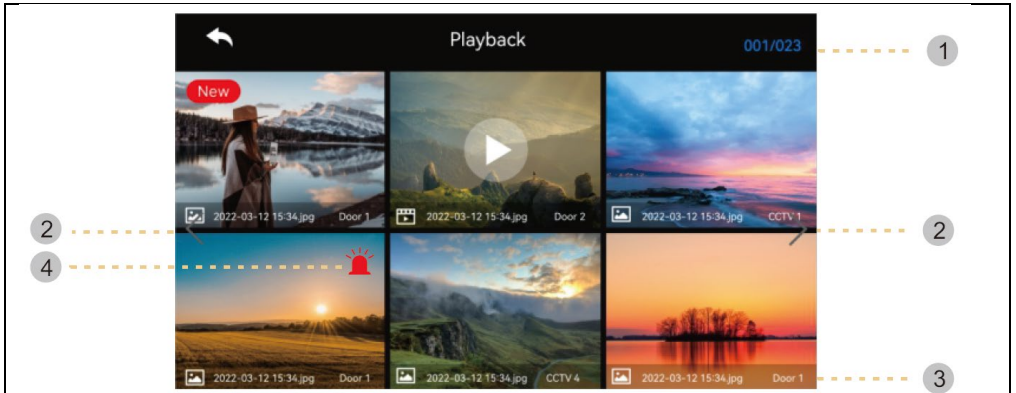 Playback
001/023
1
New
2022-03-12 15:34.jpg Door 1
2022-03-12 15:34.jpg Door 2
2022-03-12 15:34.jpg CCTV 1
2
2
4
2022-03-12 15:34.jpg Door 1
2022-03-12 15:34.jpg CCTV 4
2022-03-12 15:34.jpg Door 1
3